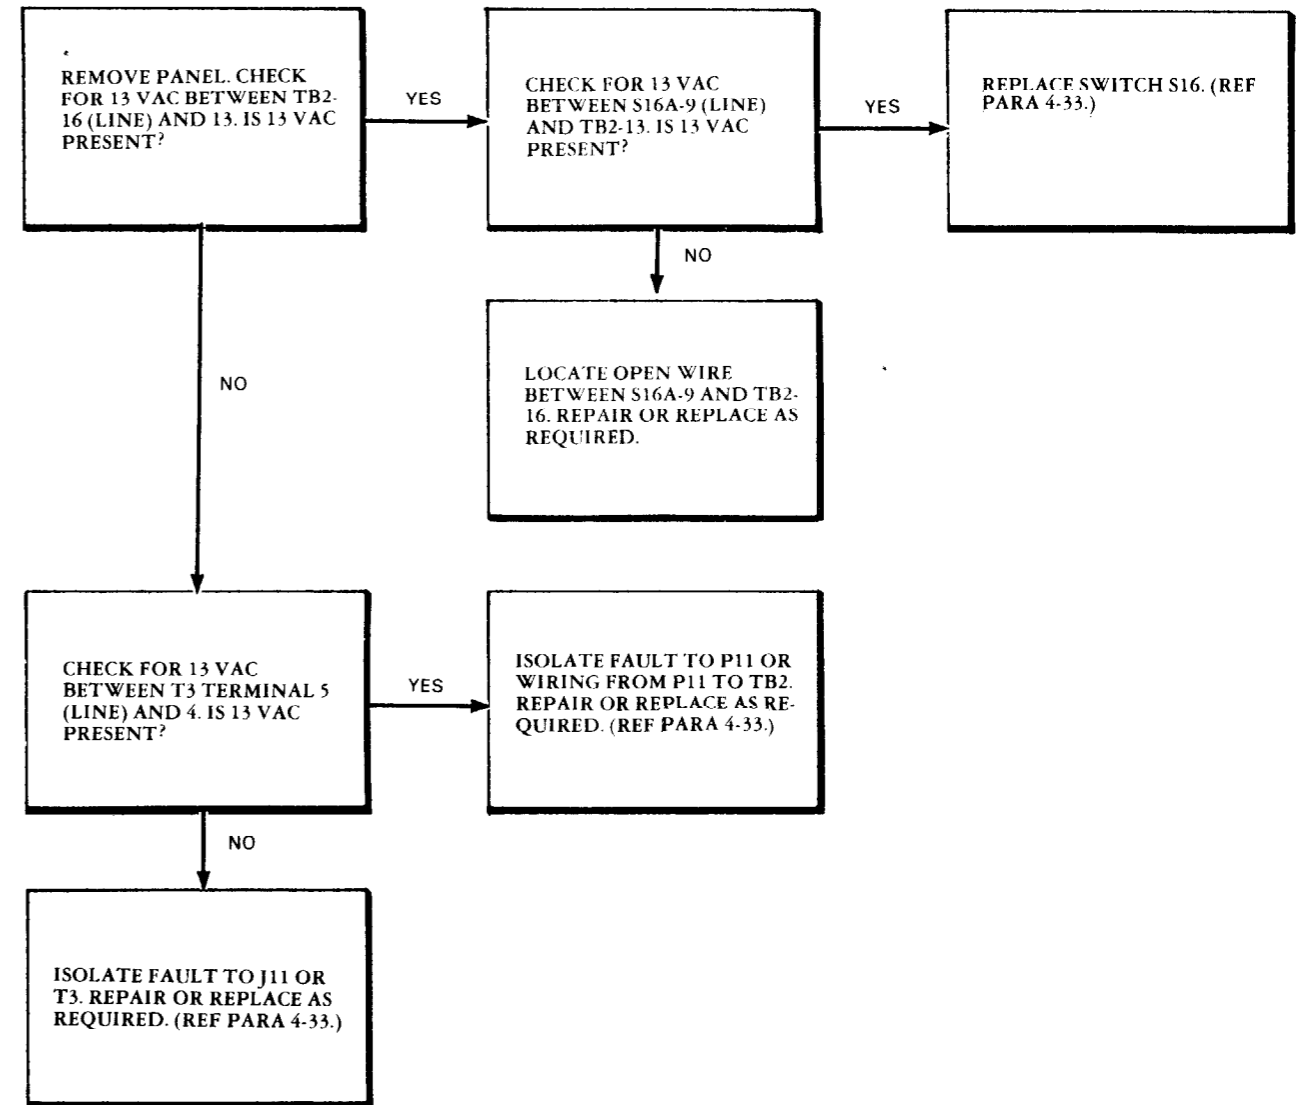 REMOVE PANEL. CHECK
FOR 13 VAC BETWEEN TB2-
16 (LINE) AND 13. IS 13 VAC
PRESENT?
YES
CHECK FOR 13 VAC
BETWEEN S16A-9 (LINE)
AND TB2-13. IS 13 VAC
PRESENT?
YES
REPLACE SWITCH S16. (REF
PARA 4-33.)
NO
LOCATE OPEN WIRE
BETWEEN S16A-9 AND TB2-
16. REPAIR OR REPLACE AS
REQUIRED.
NO
CHECK FOR 13 VAC
BETWEEN T3 TERMINAL 5
(LINE) AND 4. IS 13 VAC
PRESENT?
YES
ISOLATE FAULT TO P11 OR
WIRING FROM P11 TO TB2.
REPAIR OR REPLACE AS RE-
QUIRED. (REF PARA 4-33.)
NO
ISOLATE FAULT TO J11 OR
T3. REPAIR OR REPLACE AS
REQUIRED. (REF PARA 4-33.)